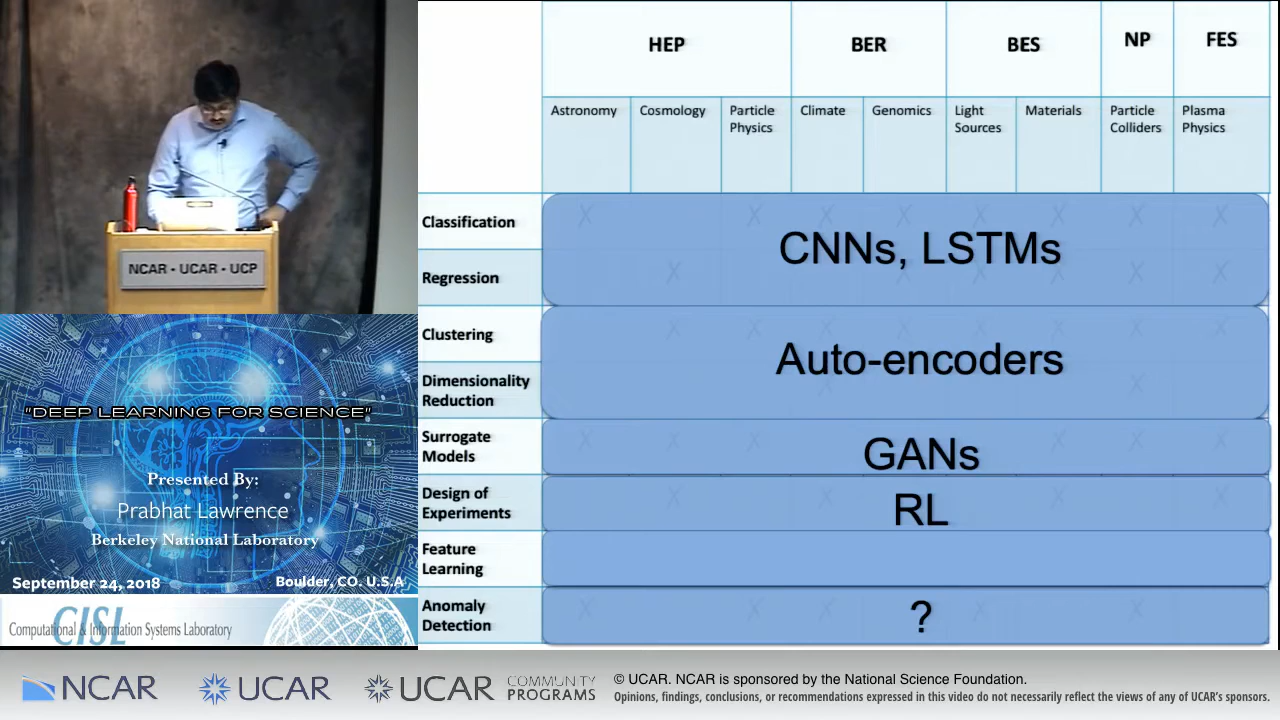 NCAR • UCAR • UCP
"DEEP LEARNING FOR SCIENCE"
Presented By:
Prabhat Lawrence
Berkeley National Laboratory
September 24, 2018
Boulder, CO. U.S.A
CISL
Computational & Information Systems Laboratory
HEP BER BES NP FES
Astronomy Cosmology Particle Physics Climate Genomics Light Sources Materials Particle Colliders Plasma Physics
Classification
Regression
CNNs, LSTMs
Clustering
Dimensionality
Reduction
Auto-encoders
Surrogate
Models
GANs
Design of
Experiments
RL
Feature
Learning
Anomaly
Detection
?
NCAR UCAR UCAR COMMUNITY PROGRAMS
© UCAR. NCAR is sponsored by the National Science Foundation.
Opinions, findings, conclusions, or recommendations expressed in this video do not necessarily reflect the views of any of UCAR's sponsors.